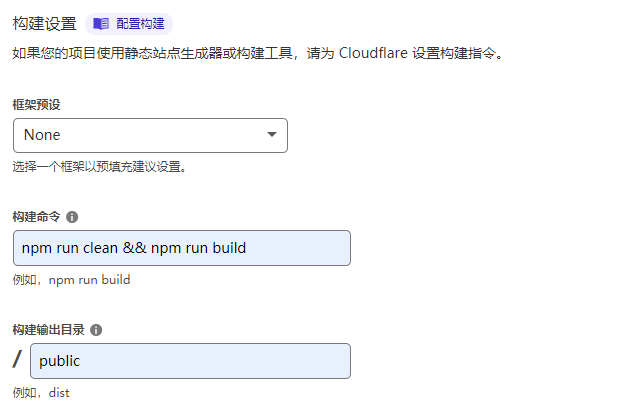 构建设置 配置构建
如果您的项目使用静态站点生成器或构建工具，请为 Cloudflare 设置构建指令。
框架预设
None
选择一个框架以预填充建议设置。
构建命令
npm run clean && npm run build
例如，npm run build
构建输出目录
/ public
例如，dist